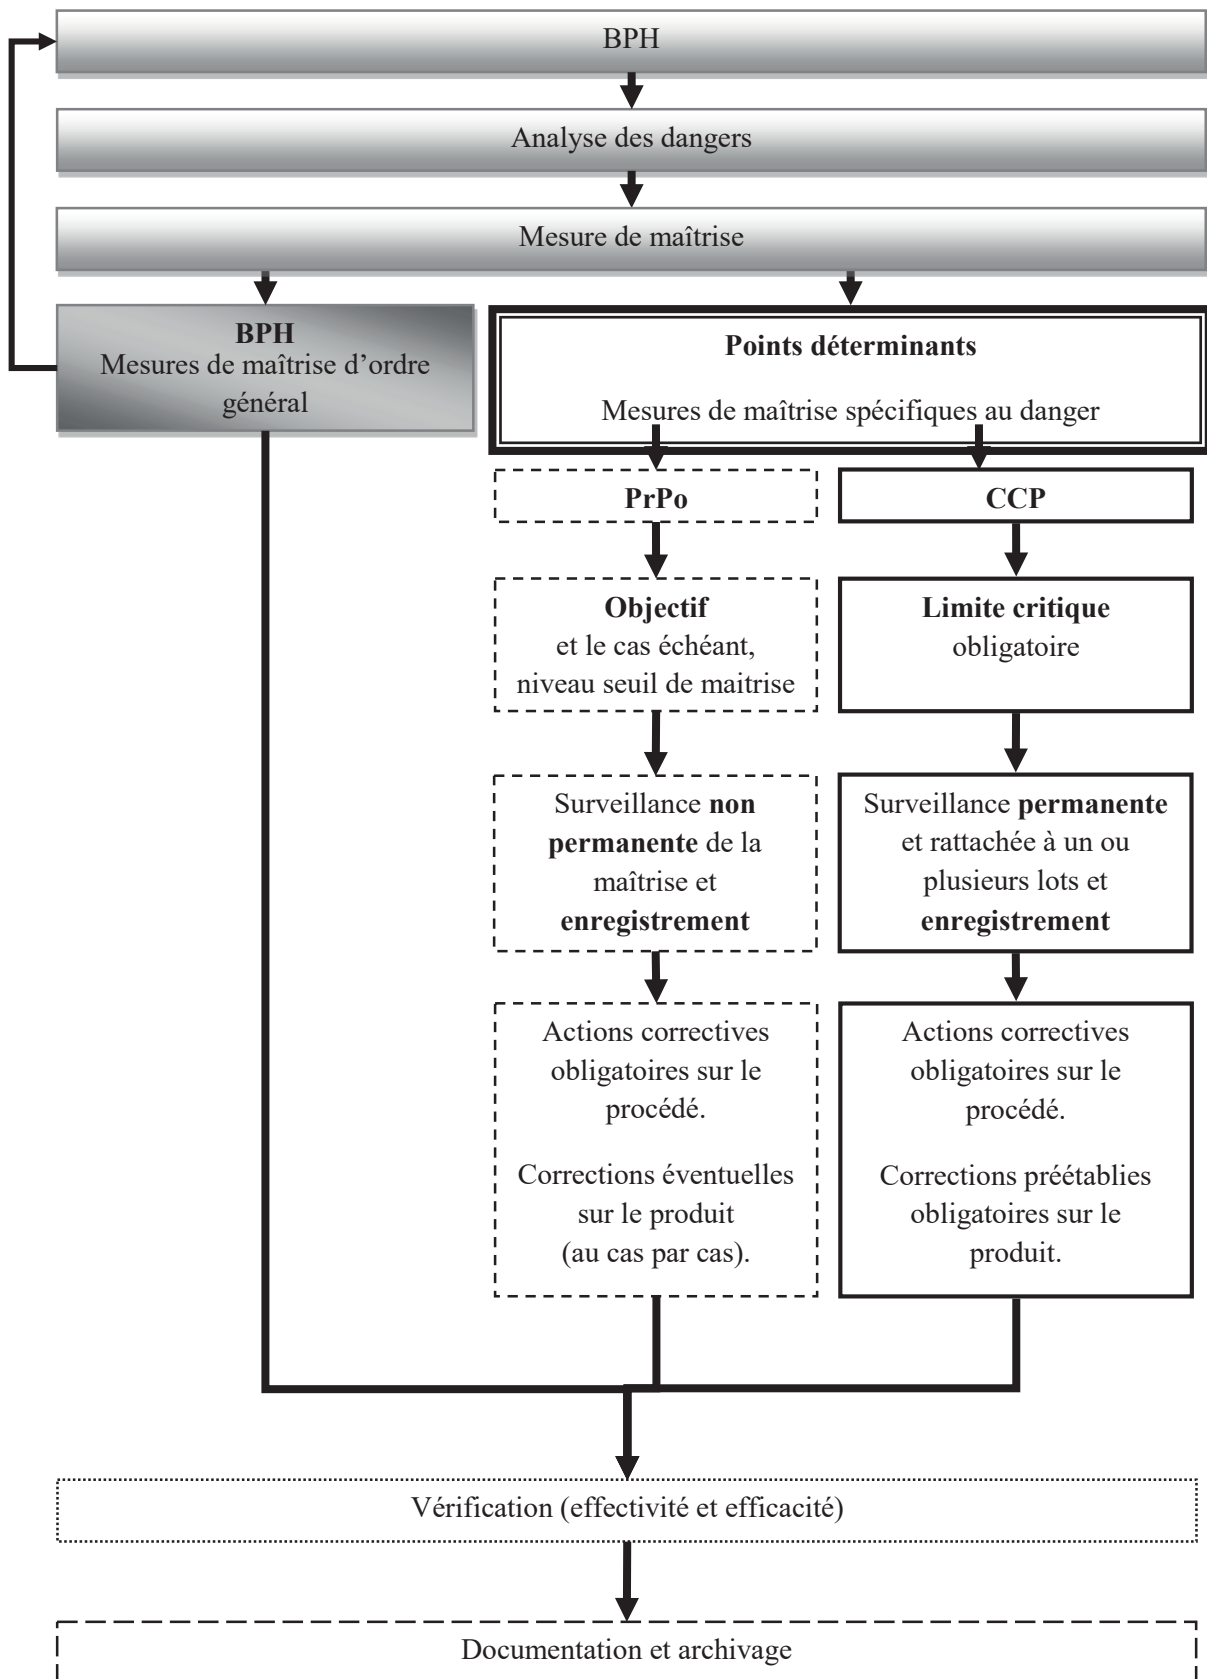 BPH
Analyse des dangers
Mesure de maîtrise
BPH
Mesures de maîtrise d’ordre
général
Points déterminants
Mesures de maîtrise spécifiques au danger
PrPo
Objectif
et le cas échéant,
niveau seuil de maitrise
Surveillance non
permanente de la
maîtrise et
enregistrement
Actions correctives
obligatoires sur le
procédé.
Corrections éventuelles
sur le produit
(au cas par cas).
CCP
Limite critique
obligatoire
Surveillance permanente
et rattachée à un ou
plusieurs lots et
enregistrement
Actions correctives
obligatoires sur le
procédé.
Corrections préétablies
obligatoires sur le
produit.
Vérification (effectivité et efficacité)
Documentation et archivage